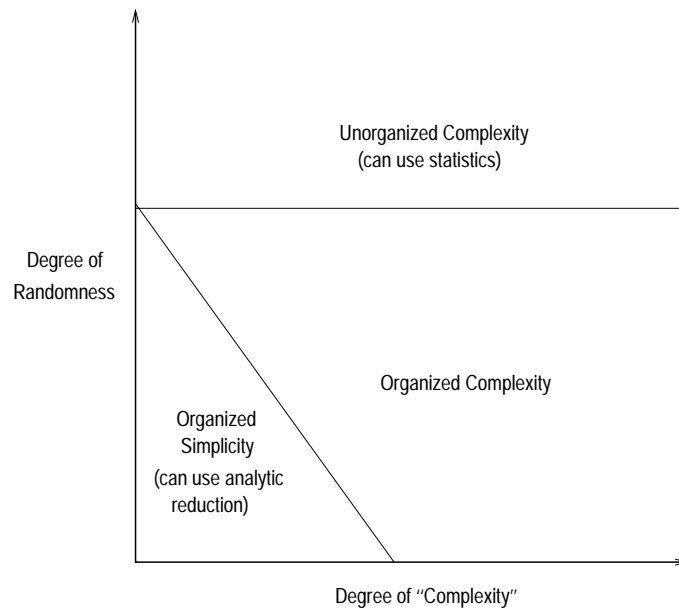 Unorganized Complexity
(can use statistics)
Degree of
Randomness
Organized Complexity
Organized
Simplicity
(can use analytic
reduction)
Degree of “Complexity”